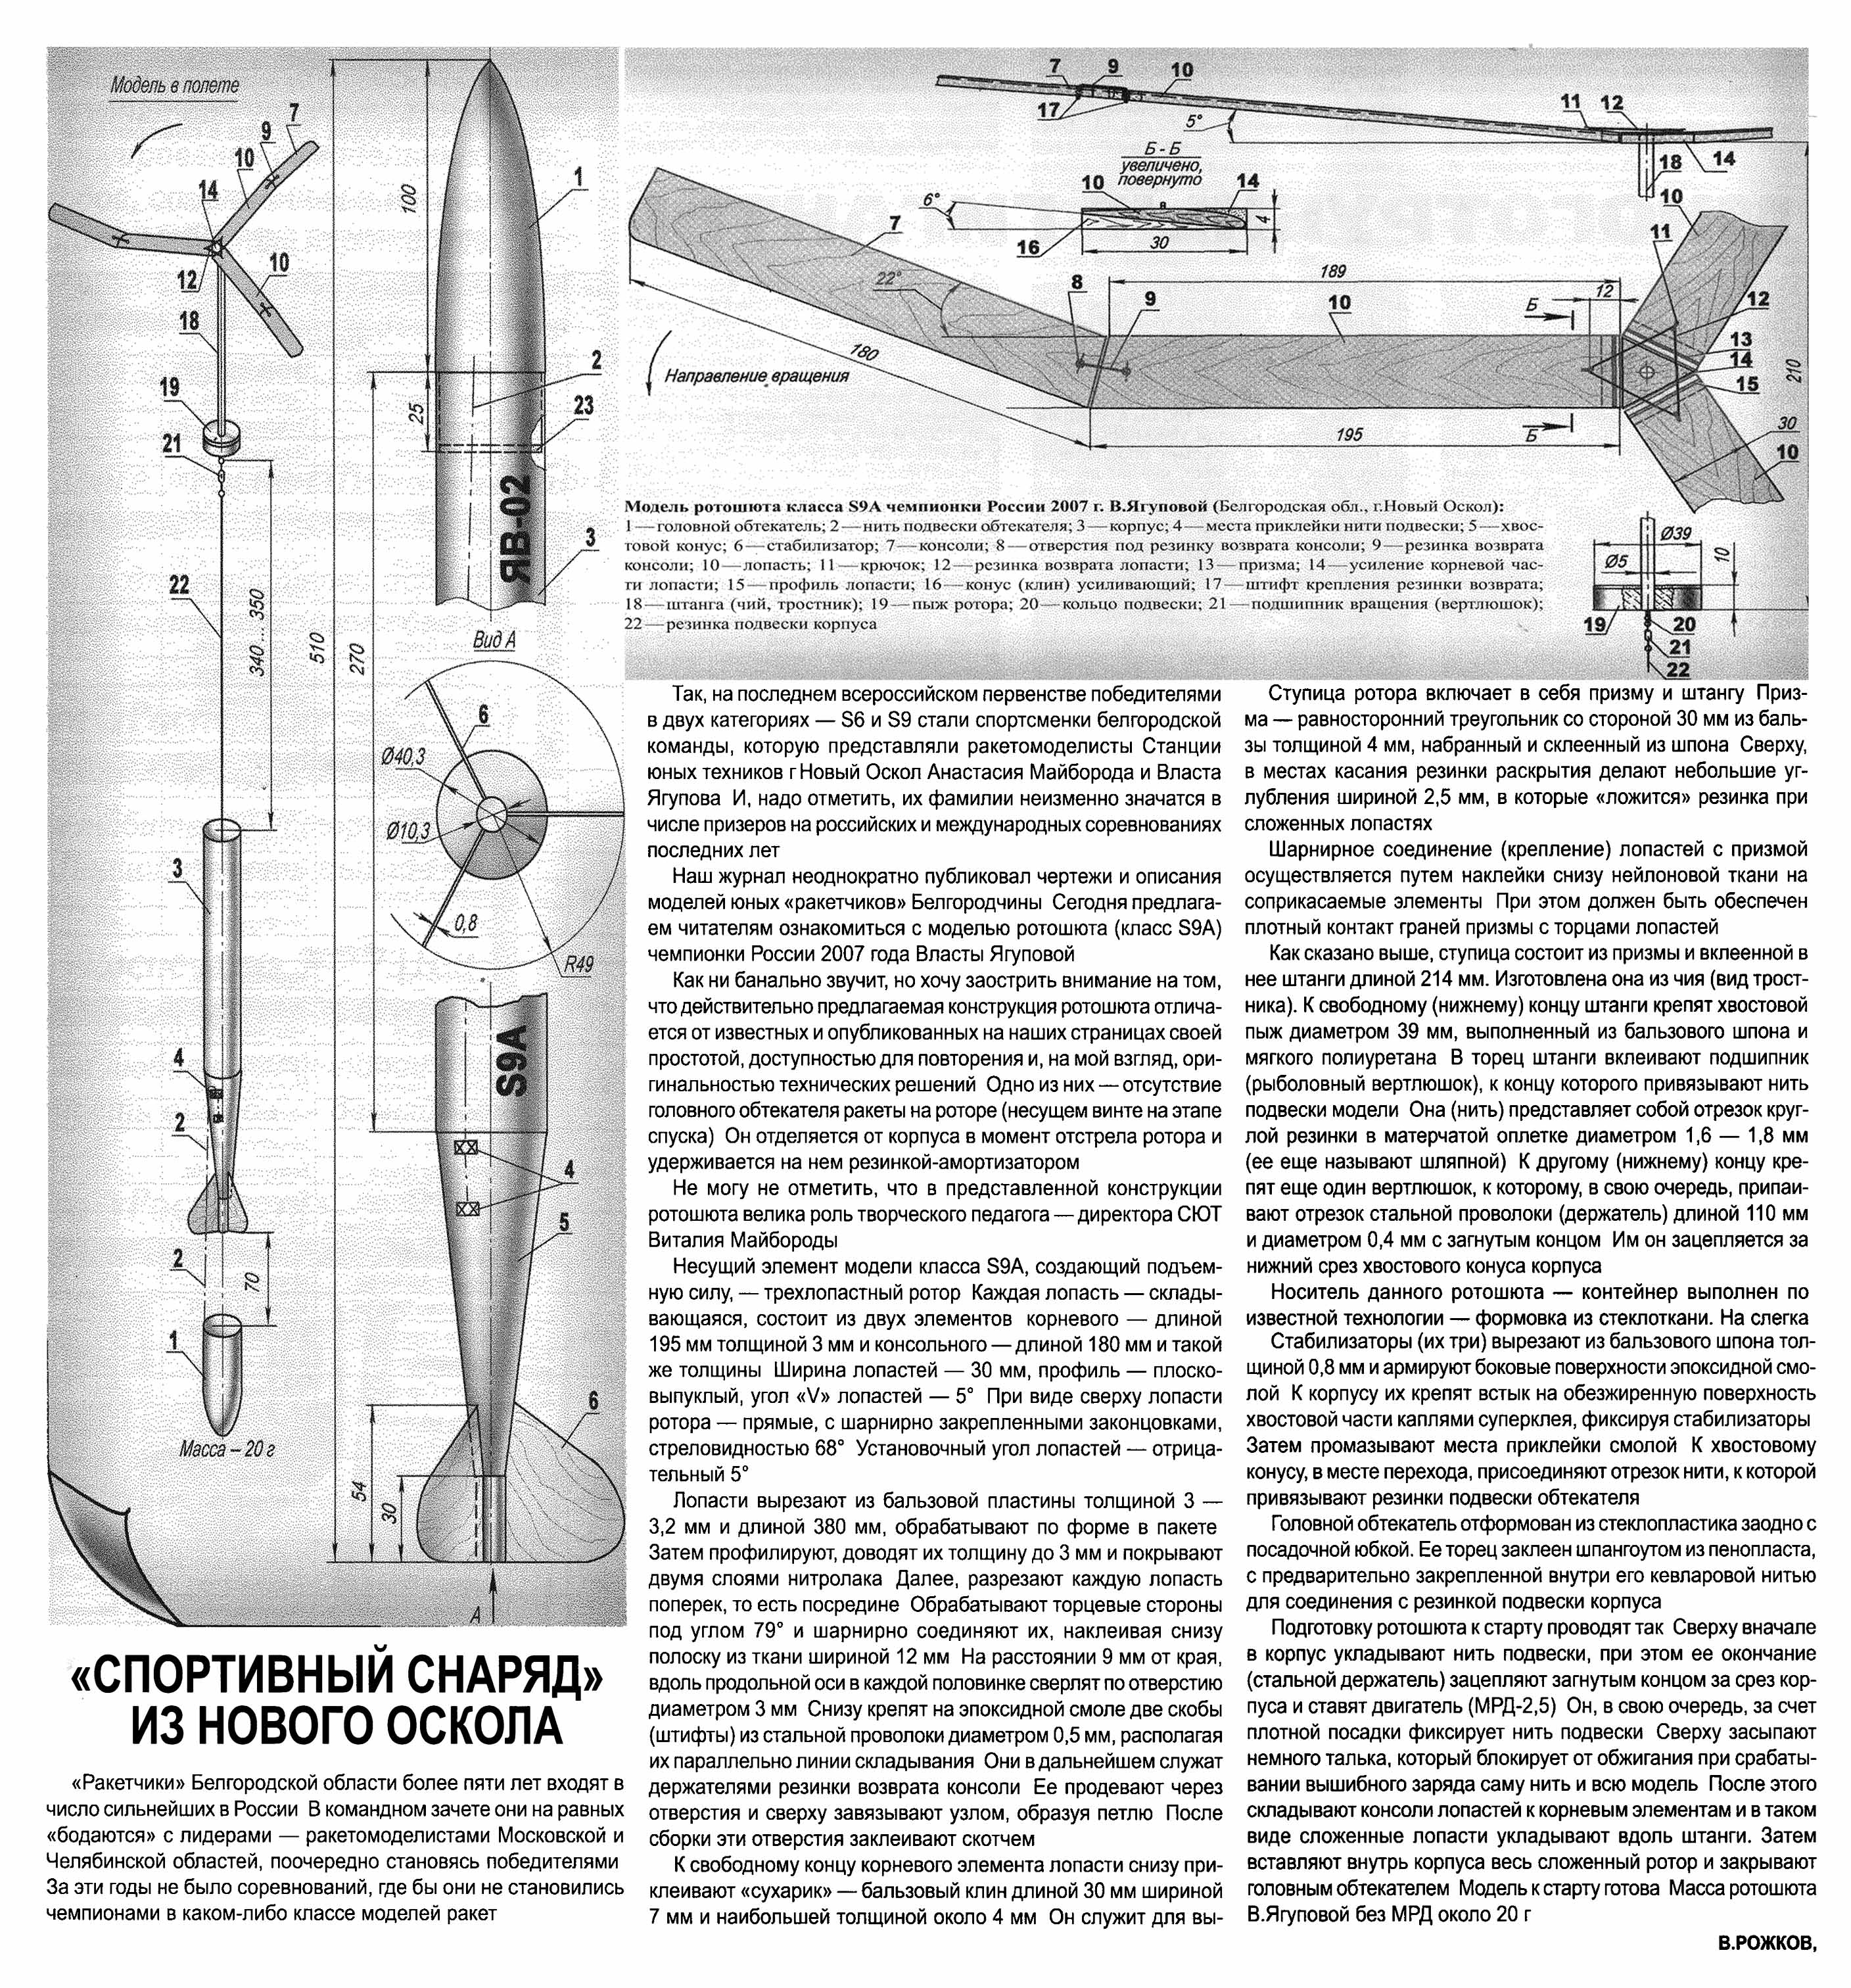 Модель в полете
7
9
10
14
10
12
18
19
21
22
340 ... 350
3
4
2
2
70
1
Масса – 20 г
510
100
25
270
1
2
23
ЯВ-02
3
Вид А
6
Ø40,3
Ø10,3
0,8
R49
S9A
4
5
6
54
30
А
7
9
10
17
5°
11
12
18
14
Б - Б
увеличено,
повернуто
10
14
6°
4
16
30
7
22°
8
9
189
10
12
Б
Б
180
195
Направление вращения
10
11
12
13
14
15
210
30
10
Ø39
Ø5
10
19
20
21
22
Модель ротошюта класса S9A чемпионки России 2007 г. В.Ягуповой (Белгородская обл., г.Новый Оскол):
1 — головной обтекатель; 2 — нить подвески обтекателя; 3 — корпус; 4 — места приклейки нити подвески; 5 — хвос-
товой конус; 6 — стабилизатор; 7 — консоли; 8 — отверстия под резинку возврата консоли; 9 — резинка возврата
консоли; 10 — лопасть; 11 — крючок; 12 — резинка возврата лопасти; 13 — призма; 14 — усиление корневой час-
ти лопасти; 15 — профиль лопасти; 16 — конус (клин) усиливающий; 17 — штифт крепления резинки возврата;
18 — штанга (чий, тростник); 19 — пыж ротора; 20 — кольцо подвески; 21 — подшипник вращения (вертлюшок);
22 — резинка подвески корпуса
«СПОРТИВНЫЙ СНАРЯД»
ИЗ НОВОГО ОСКОЛА
«Ракетчики» Белгородской области более пяти лет входят в
число сильнейших в России В командном зачете они на равных
«бодаются» с лидерами — ракетомоделистами Московской и
Челябинской областей, поочередно становясь победителями
За эти годы не было соревнований, где бы они не становились
чемпионами в каком-либо классе моделей ракет
Так, на последнем всероссийском первенстве победителями
в двух категориях — S6 и S9 стали спортсменки белгородской
команды, которую представляли ракетомоделисты Станции
юных техников г Новый Оскол Анастасия Майборода и Власта
Ягупова И, надо отметить, их фамилии неизменно значатся в
числе призеров на российских и международных соревнованиях
последних лет
Наш журнал неоднократно публиковал чертежи и описания
моделей юных «ракетчиков» Белгородчины Сегодня предлага-
ем читателям ознакомиться с моделью ротошюта (класс S9A)
чемпионки России 2007 года Власты Ягуповой
Как ни банально звучит, но хочу заострить внимание на том,
что действительно предлагаемая конструкция ротошюта отлича-
ется от известных и опубликованных на наших страницах своей
простотой, доступностью для повторения и, на мой взгляд, ори-
гинальностью технических решений Одно из них — отсутствие
головного обтекателя ракеты на роторе (несущем винте на этапе
спуска) Он отделяется от корпуса в момент отстрела ротора и
удерживается на нем резинкой-амортизатором
Не могу не отметить, что в представленной конструкции
ротошюта велика роль творческого педагога — директора СЮТ
Виталия Майбороды
Несущий элемент модели класса S9A, создающий подъем-
ную силу, — трехлопастный ротор Каждая лопасть — складывающаяся
вающаяся, состоит из двух элементов корневого — длиной
195 мм толщиной 3 мм и консольного — длиной 180 мм и такой
же толщины Ширина лопастей — 30 мм, профиль — плоско-
выпуклый, угол «V» лопастей — 5° При виде сверху лопасти
ротора — прямые, с шарнирно закрепленными законцовками,
стреловидностью 68° Установочный угол лопастей — отрица-
тельный 5°
Лопасти вырезают из бальзовой пластины толщиной 3 —
3,2 мм и длиной 380 мм, обрабатывают по форме в пакете
Затем профилируют, доводят их толщину до 3 мм и покрывают
двумя слоями нитролака Далее, разрезают каждую лопасть
поперек, то есть посредине Обрабатывают торцевые стороны
под углом 79° и шарнирно соединяют их, наклеивая снизу
полоску из ткани шириной 12 мм На расстоянии 9 мм от края,
вдоль продольной оси в каждой половинке сверлят по отверстию
диаметром 3 мм Снизу крепят на эпоксидной смоле две скобы
(штифты) из стальной проволоки диаметром 0,5 мм, располагая
их параллельно линии складывания Они в дальнейшем служат
держателями резинки возврата консоли Ее продевают через
отверстия и сверху завязывают узлом, образуя петлю После
сборки эти отверстия заклеивают скотчем
К свободному концу корневого элемента лопасти снизу при-
клеивают «сухарик» — бальзовый клин длиной 30 мм шириной
7 мм и наибольшей толщиной около 4 мм Он служит для вы-
Ступица ротора включает в себя призму и штангу Приз-
ма — равносторонний треугольник со стороной 30 мм из баль-
зы толщиной 4 мм, набранный и склеенный из шпона Сверху,
в местах касания резинки раскрытия делают небольшие уг-
лубления шириной 2,5 мм, в которые «ложится» резинка при
сложенных лопастях
Шарнирное соединение (крепление) лопастей с призмой
осуществляется путем наклейки снизу нейлоновой ткани на
соприкасаемые элементы При этом должен быть обеспечен
плотный контакт граней призмы с торцами лопастей
Как сказано выше, ступица состоит из призмы и вклеенной в
нее штанги длиной 214 мм. Изготовлена она из чия (вид трост-
ника). К свободному (нижнему) концу штанги крепят хвостовой
пыж диаметром 39 мм, выполненный из бальзового шпона и
мягкого полиуретана В торец штанги вклеивают подшипник
(рыболовный вертлюшок), к концу которого привязывают нить
подвески модели Она (нить) представляет собой отрезок круг-
лой резинки в матерчатой оплетке диаметром 1,6 — 1,8 мм
(ее еще называют шляпной) К другому (нижнему) концу кре-
пят еще один вертлюшок, к которому, в свою очередь, припаи-
вают отрезок стальной проволоки (держатель) длиной 110 мм
и диаметром 0,4 мм с загнутым концом Им он зацепляется за
нижний срез хвостового конуса корпуса
Носитель данного ротошюта — контейнер выполнен по
известной технологии — формовка из стеклоткани. На слегка
Стабилизаторы (их три) вырезают из бальзового шпона тол-
щиной 0,8 мм и армируют боковые поверхности эпоксидной смо-
лой К корпусу их крепят встык на обезжиренную поверхность
хвостовой части каплями суперклея, фиксируя стабилизаторы
Затем промазывают места приклейки смолой К хвостовому
конусу, в месте перехода, присоединяют отрезок нити, к которой
привязывают резинки подвески обтекателя
Головной обтекатель отформован из стеклопластика заодно с
посадочной юбкой. Ее торец заклеен шпангоутом из пенопласта,
с предварительно закрепленной внутри его кевларовой нитью
для соединения с резинкой подвески корпуса
Подготовку ротошюта к старту проводят так Сверху вначале
в корпус укладывают нить подвески, при этом ее окончание
(стальной держатель) зацепляют загнутым концом за срез кор-
пуса и ставят двигатель (МРД-2,5) Он, в свою очередь, за счет
плотной посадки фиксирует нить подвески Сверху засыпают
немного талька, который блокирует от обжигания при срабаты-
вании вышибного заряда саму нить и всю модель После этого
складывают консоли лопастей к корневым элементам и в таком
виде сложенные лопасти укладывают вдоль штанги. Затем
вставляют внутрь корпуса весь сложенный ротор и закрывают
головным обтекателем Модель к старту готова Масса ротошюта
В.Ягуповой без МРД около 20 г
В.РОЖКОВ,